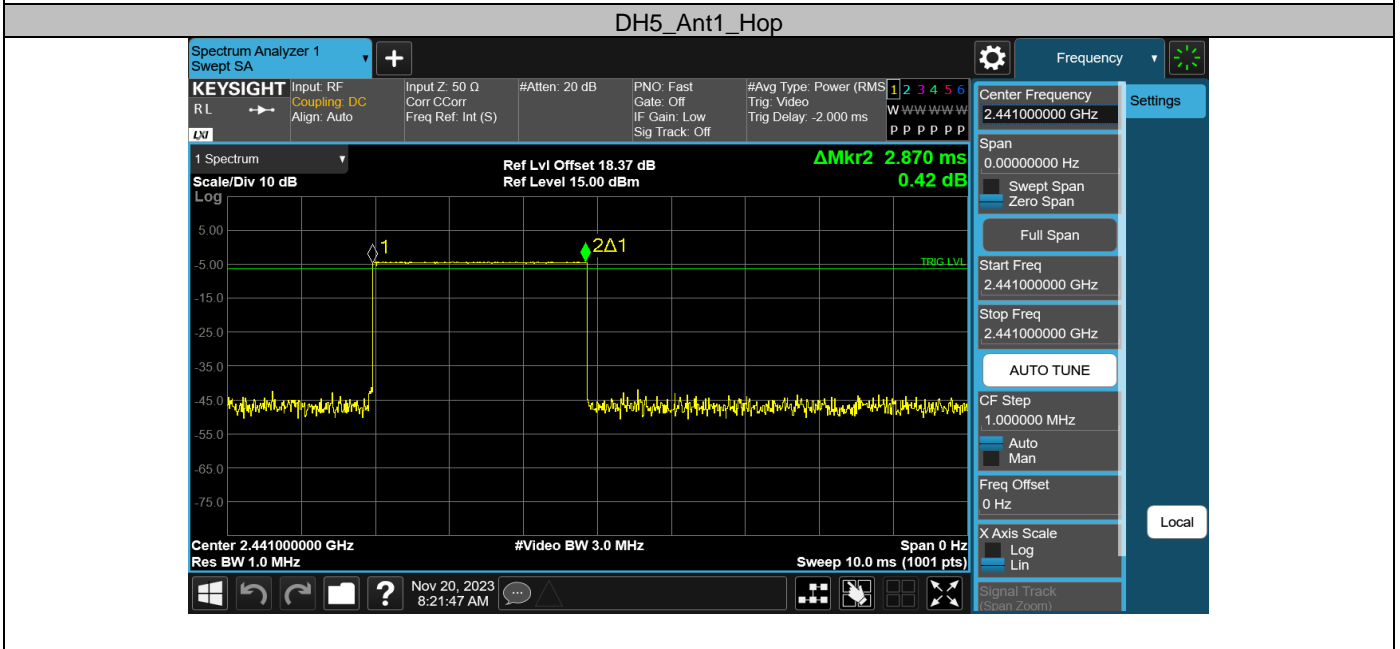 DH5_Ant1_Hop
Spectrum Analyzer 1
Swept SA
+
Frequency
KEYSIGHT
R L
LXI
Input: RF
Coupling: DC
Align: Auto
Input Z: 50 Ω
Corr CCorr
Freq Ref: Int (S)
#Atten: 20 dB
PNO: Fast
Gate: Off
IF Gain: Low
Sig Track: Off
#Avg Type: Power (RMS
Trig: Video
Trig Delay: -2.000 ms
1 2 3 4 5 6
W W W W W W
P P P P P P
1 Spectrum
Scale/Div 10 dB
Log
Ref Lvl Offset 18.37 dB
Ref Level 15.00 dBm
ΔMkr2 2.870 ms
0.42 dB
5.00
-5.00
-15.0
-25.0
-35.0
-45.0
-55.0
-65.0
-75.0
1
2Δ1
TRIG LVL
Center 2.441000000 GHz
Res BW 1.0 MHz
#Video BW 3.0 MHz
Span 0 Hz
Sweep 10.0 ms (1001 pts)
Center Frequency
2.441000000 GHz
Settings
Span
0.00000000 Hz
Swept Span
Zero Span
Full Span
Start Freq
2.441000000 GHz
Stop Freq
2.441000000 GHz
AUTO TUNE
CF Step
1.000000 MHz
Auto
Man
Freq Offset
0 Hz
X Axis Scale
Log
Lin
Signal Track
(Span Zoom)
Local
?
Nov 20, 2023
8:21:47 AM